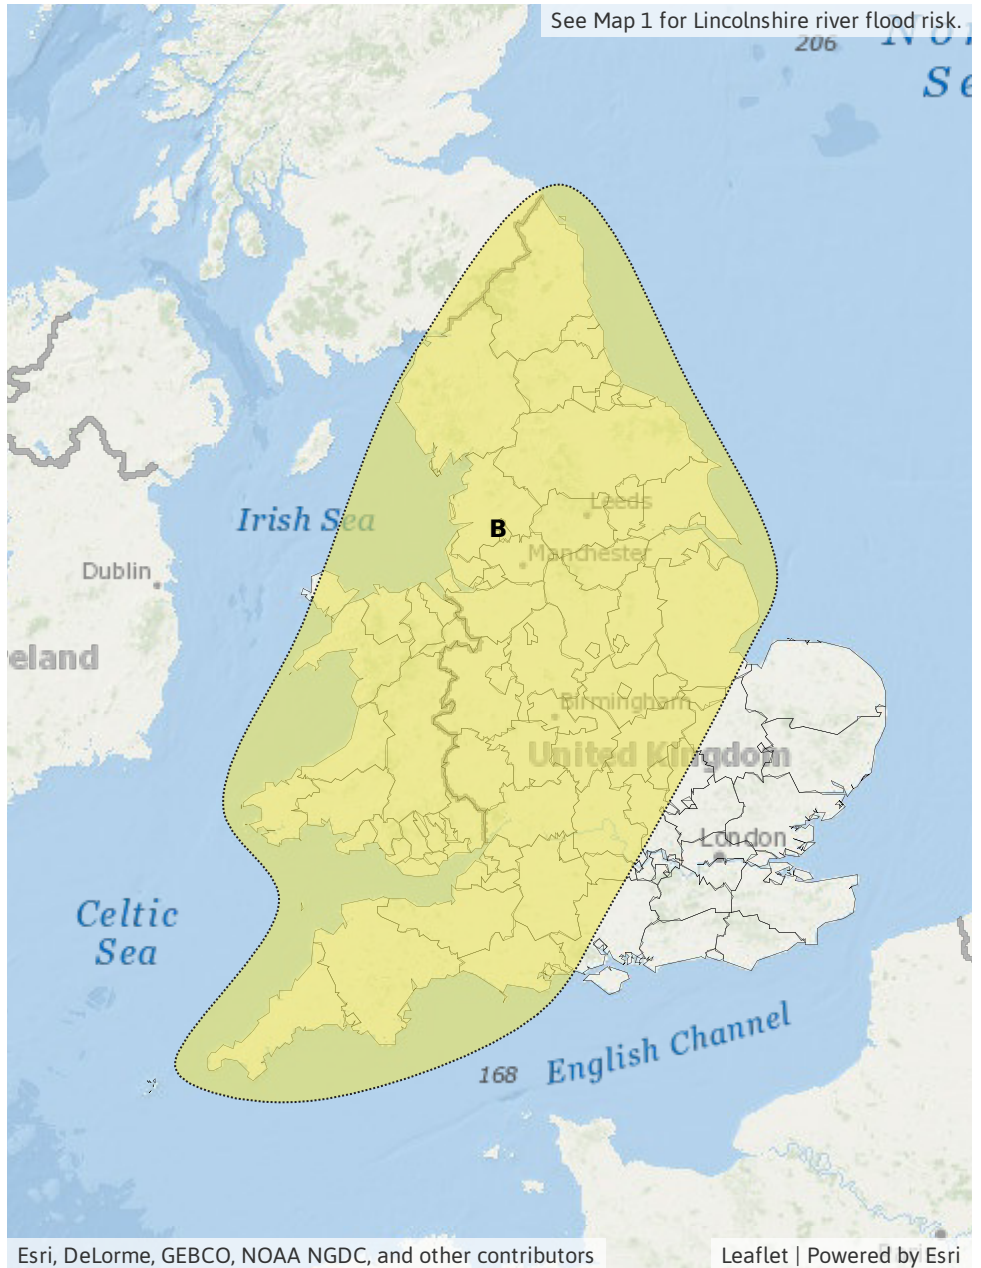 See Map 1 for Lincolnshire river flood risk.
206
Irish Sea
Leeds
B
Manchester
Dublin
eland
Birmingham
United Kingdom
London
Celtic
Sea
English Channel
168
Esri, DeLorme, GEBCO, NOAA NGDC, and other contributors
Leaflet | Powered by Esri